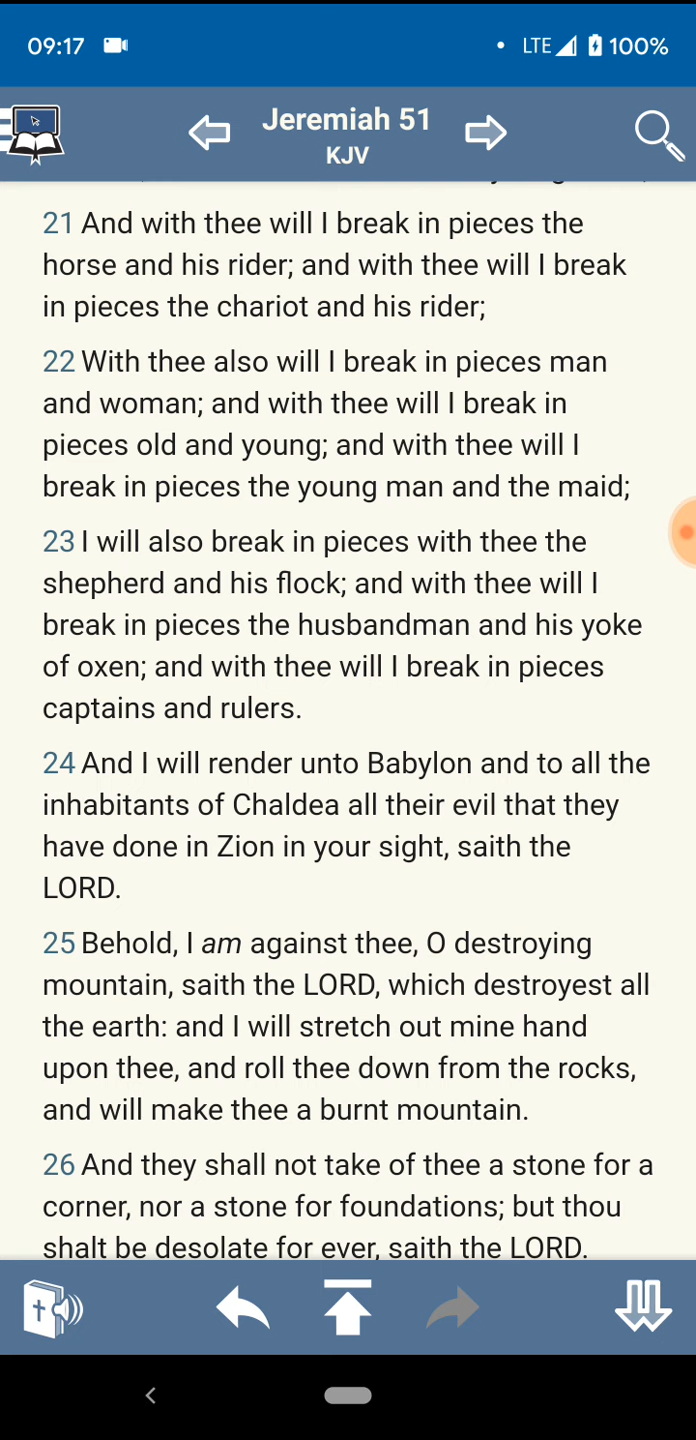 09:17
LTE 100%
Jeremiah 51
KJV
21 And with thee will I break in pieces the
horse and his rider; and with thee will I break
in pieces the chariot and his rider;
22 With thee also will I break in pieces man
and woman; and with thee will I break in
pieces old and young; and with thee will I
break in pieces the young man and the maid;
23 I will also break in pieces with thee the
shepherd and his flock; and with thee will I
break in pieces the husbandman and his yoke
of oxen; and with thee will I break in pieces
captains and rulers.
24 And I will render unto Babylon and to all the
inhabitants of Chaldea all their evil that they
have done in Zion in your sight, saith the
LORD.
25 Behold, I am against thee, O destroying
mountain, saith the LORD, which destroyest all
the earth: and I will stretch out mine hand
upon thee, and roll thee down from the rocks,
and will make thee a burnt mountain.
26 And they shall not take of thee a stone for a
corner, nor a stone for foundations; but thou
shalt be desolate for ever, saith the LORD.